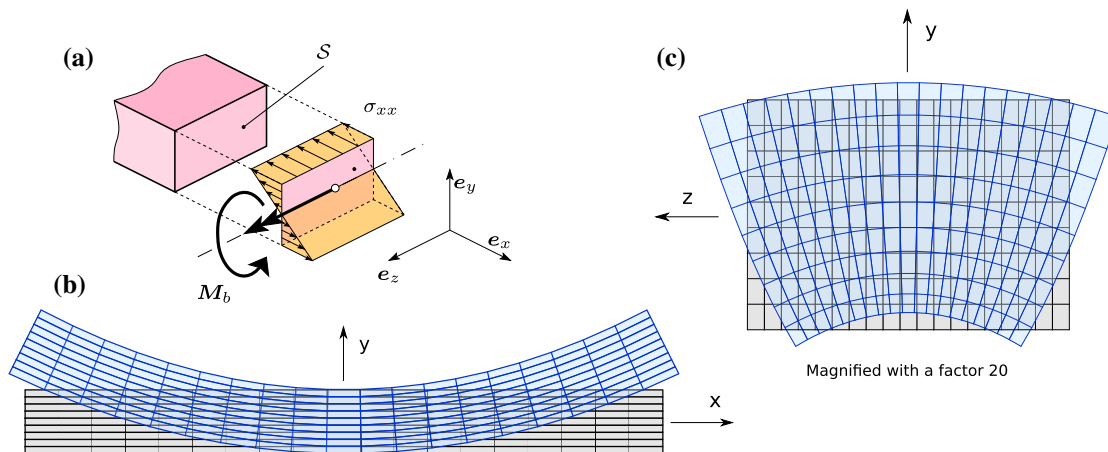 (a)
𝒮
σxx
ey
ex
ez
Mb
(b)
y
x
(c)
y
z
Magnified with a factor 20